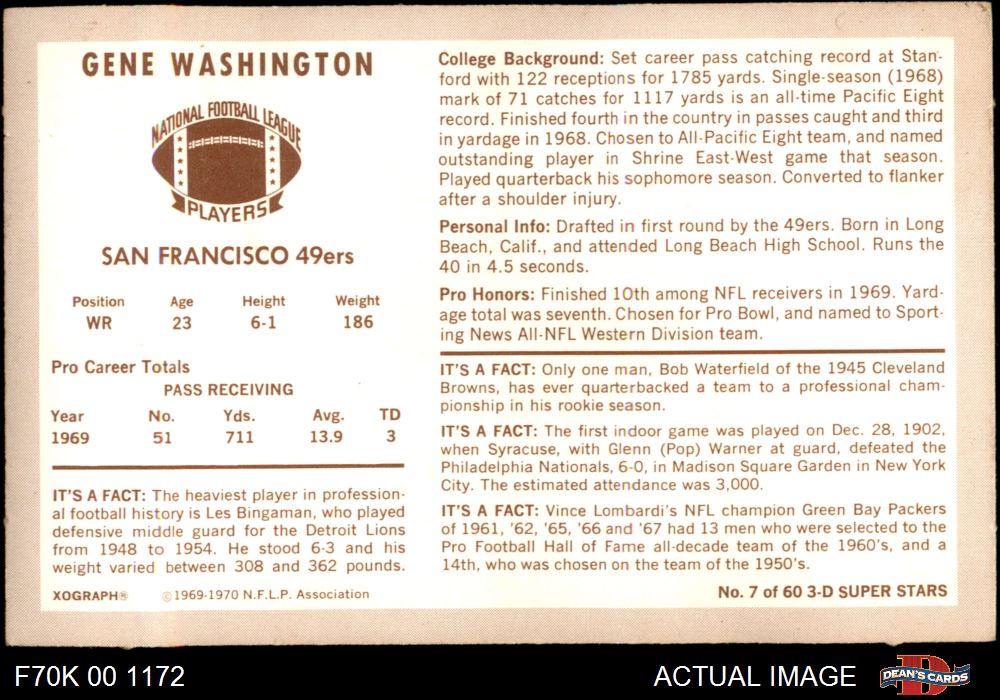 GENE WASHINGTON
NATIONAL FOOTBALL LEAGUE
PLAYERS
SAN FRANCISCO 49ers
Position Age Height Weight
WR 23 6-1 186
Pro Career Totals
PASS RECEIVING
Year No. Yds. Avg. TD
1969 51 711 13.9 3
IT'S A FACT: The heaviest player in profession-
al football history is Les Bingaman, who played
defensive middle guard for the Detroit Lions
from 1948 to 1954. He stood 6-3 and his
weight varied between 308 and 362 pounds.
XOGRAPH® ©1969-1970 N.F.L.P. Association
College Background: Set career pass catching record at Stan-
ford with 122 receptions for 1785 yards. Single-season (1968)
mark of 71 catches for 1117 yards is an all-time Pacific Eight
record. Finished fourth in the country in passes caught and third
in yardage in 1968. Chosen to All-Pacific Eight team, and named
outstanding player in Shrine East-West game that season.
Played quarterback his sophomore season. Converted to flanker
after a shoulder injury.
Personal Info: Drafted in first round by the 49ers. Born in Long
Beach, Calif., and attended Long Beach High School. Runs the
40 in 4.5 seconds.
Pro Honors: Finished 10th among NFL receivers in 1969. Yard-
age total was seventh. Chosen for Pro Bowl, and named to Sport-
ing News All-NFL Western Division team.
IT'S A FACT: Only one man, Bob Waterfield of the 1945 Cleveland
Browns, has ever quarterbacked a team to a professional cham-
pionship in his rookie season.
IT'S A FACT: The first indoor game was played on Dec. 28, 1902,
when Syracuse, with Glenn (Pop) Warner at guard, defeated the
Philadelphia Nationals, 6-0, in Madison Square Garden in New York
City. The estimated attendance was 3,000.
IT'S A FACT: Vince Lombardi's NFL champion Green Bay Packers
of 1961, '62, '65, '66 and '67 had 13 men who were selected to the
Pro Football Hall of Fame all-decade team of the 1960's, and a
14th, who was chosen on the team of the 1950's.
No. 7 of 60 3-D SUPER STARS
F70K 00 1172
ACTUAL IMAGE
D
DEAN'S CARDS